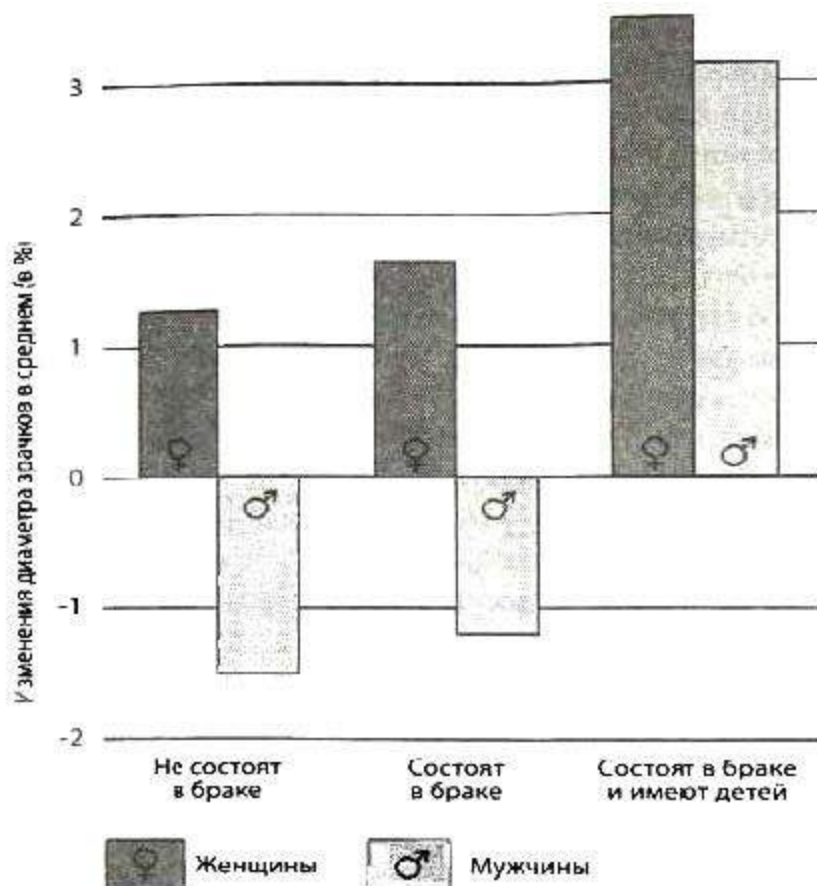 Изменения диаметра зрачков в среднем (в %)
3
2
1
0
-1
-2
Не состоят
в браке
Состоят
в браке
Состоят в браке
и имеют детей
♀ Женщины
♂ Мужчины